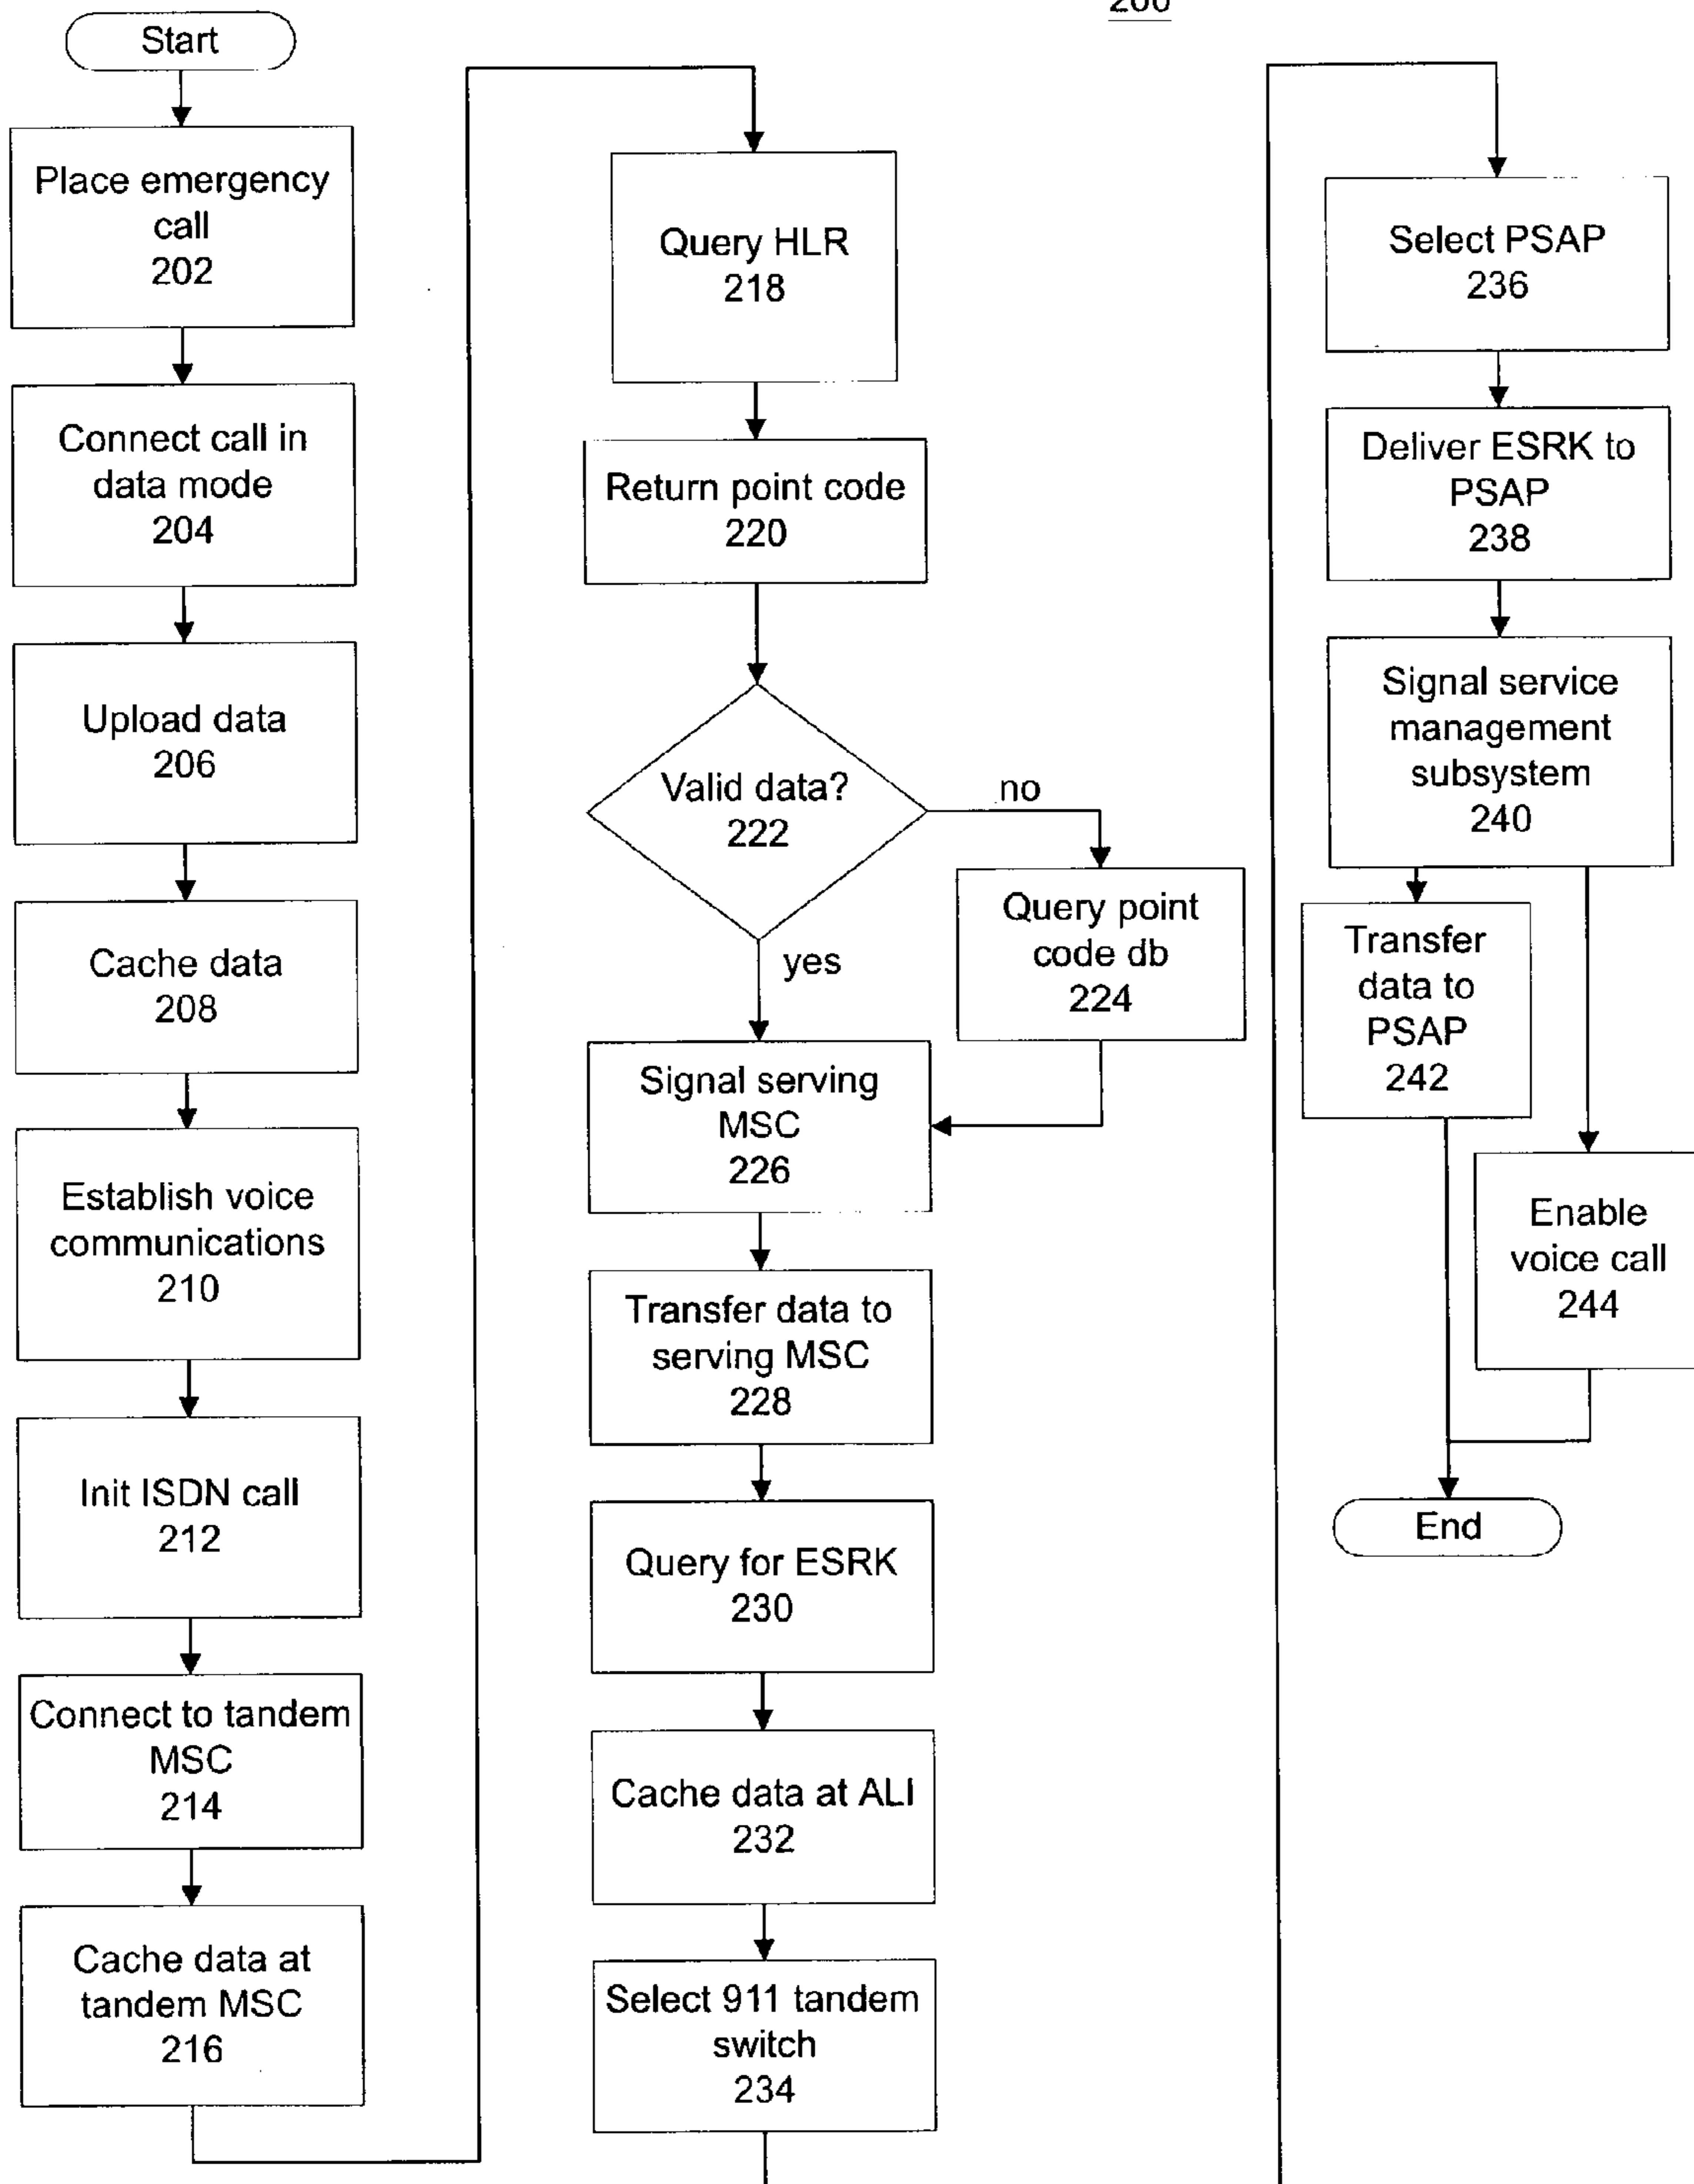 200
Start
Place emergency
call
202
Connect call in
data mode
204
Upload data
206
Cache data
208
Establish voice
communications
210
Init ISDN call
212
Connect to tandem
MSC
214
Cache data at
tandem MSC
216
Query HLR
218
Return point code
220
Valid data?
222
no
yes
Query point
code db
224
Signal serving
MSC
226
Transfer data to
serving MSC
228
Query for ESRK
230
Cache data at ALI
232
Select 911 tandem
switch
234
Select PSAP
236
Deliver ESRK to
PSAP
238
Signal service
management
subsystem
240
Transfer
data to
PSAP
242
Enable
voice call
244
End